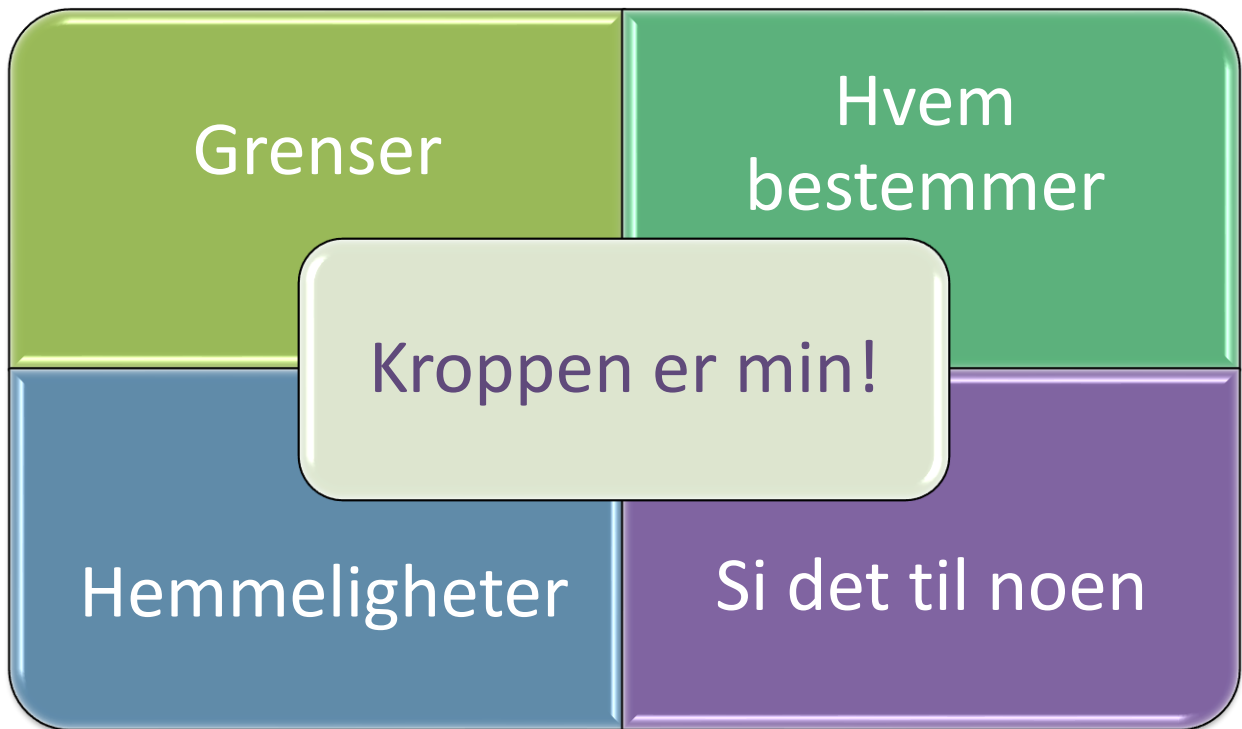 Grenser
Hvem
bestemmer
Kroppen er min!
Hemmeligheter
Si det til noen